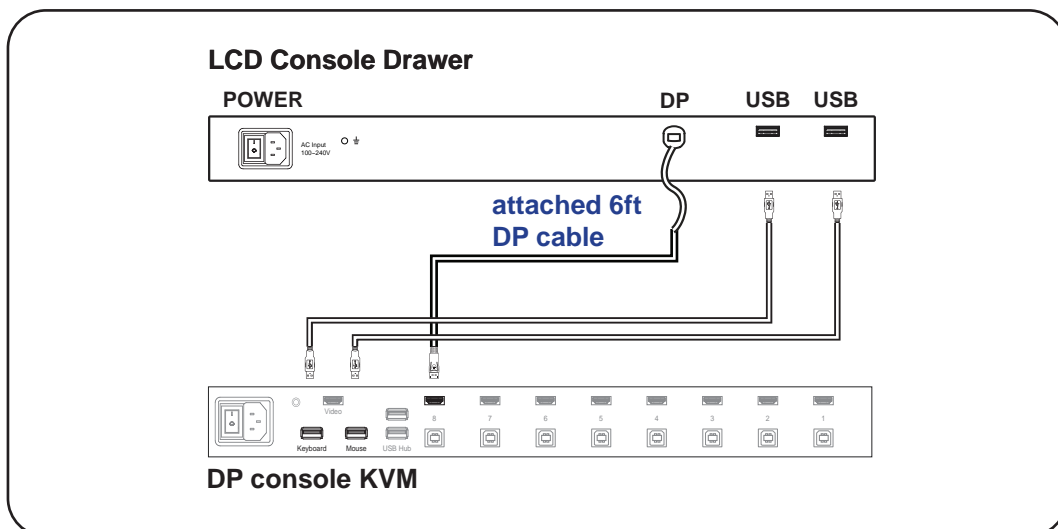 LCD Console Drawer
POWER DP USB USB
AC Input
100~240V
attached 6ft
DP cable
Video
8 7 6 5 4 3 2 1
Keyboard Mouse USB Hub
DP console KVM